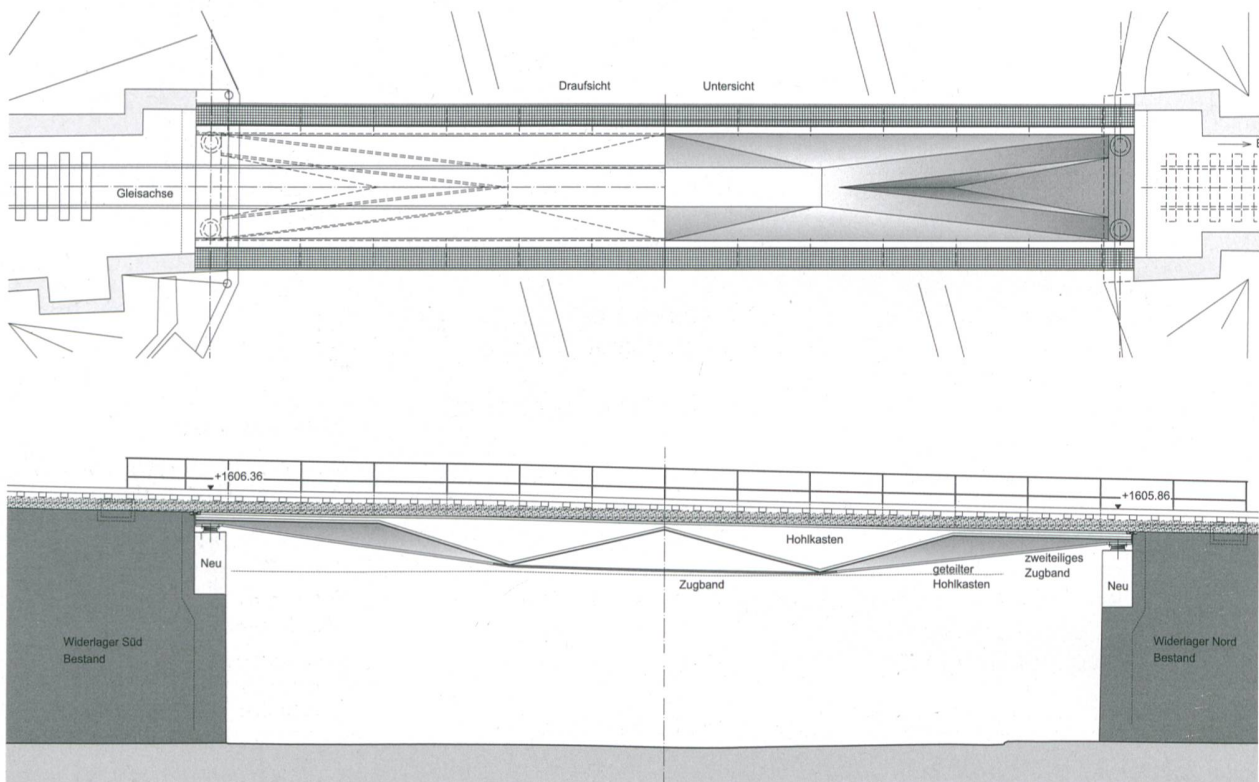 Draufsicht
Untersicht
Gleisachse
+1606.36
+1605.86
Hohlkasten
Neu
Zugband
geteilter
Hohlkasten
zweiteiliges
Zugband
Neu
Widerlager Süd
Bestand
Widerlager Nord
Bestand